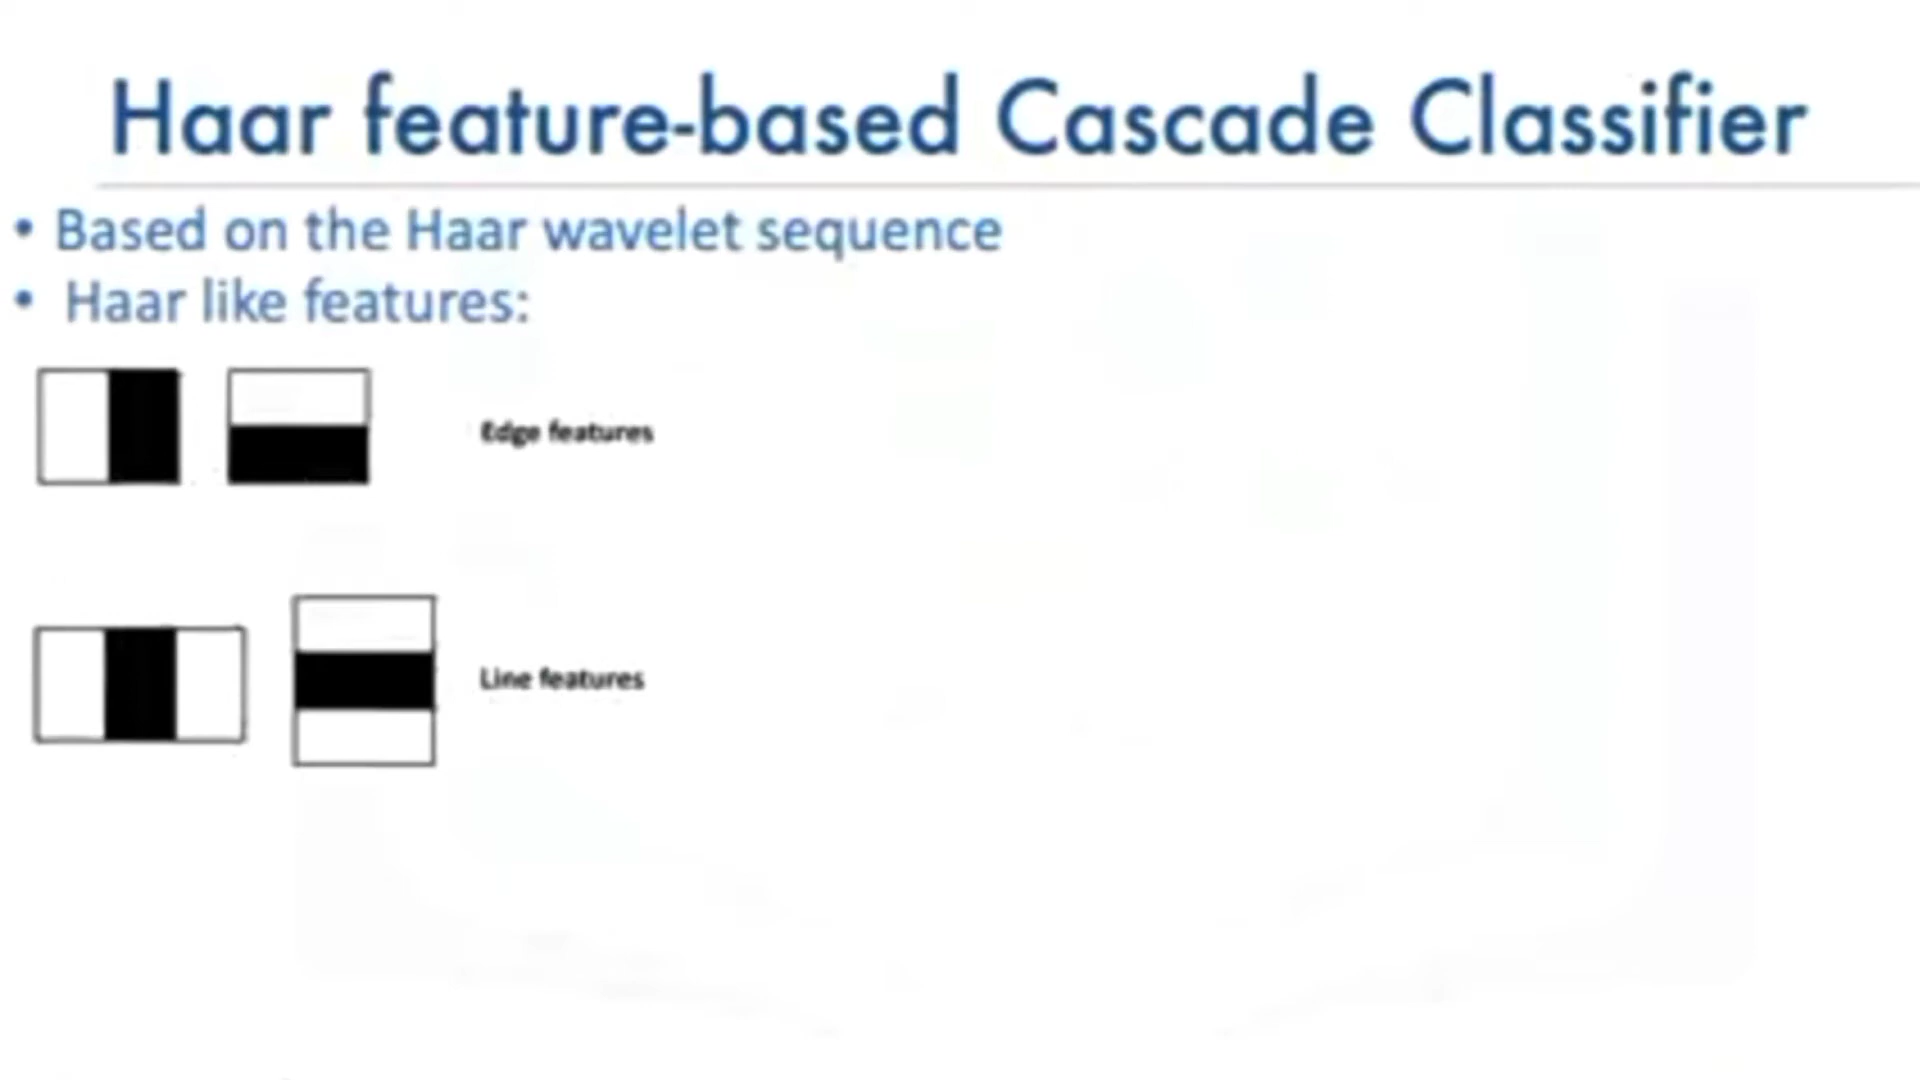 Haar feature-based Cascade Classifier
• Based on the Haar wavelet sequence
• Haar like features:
Edge features
Line features